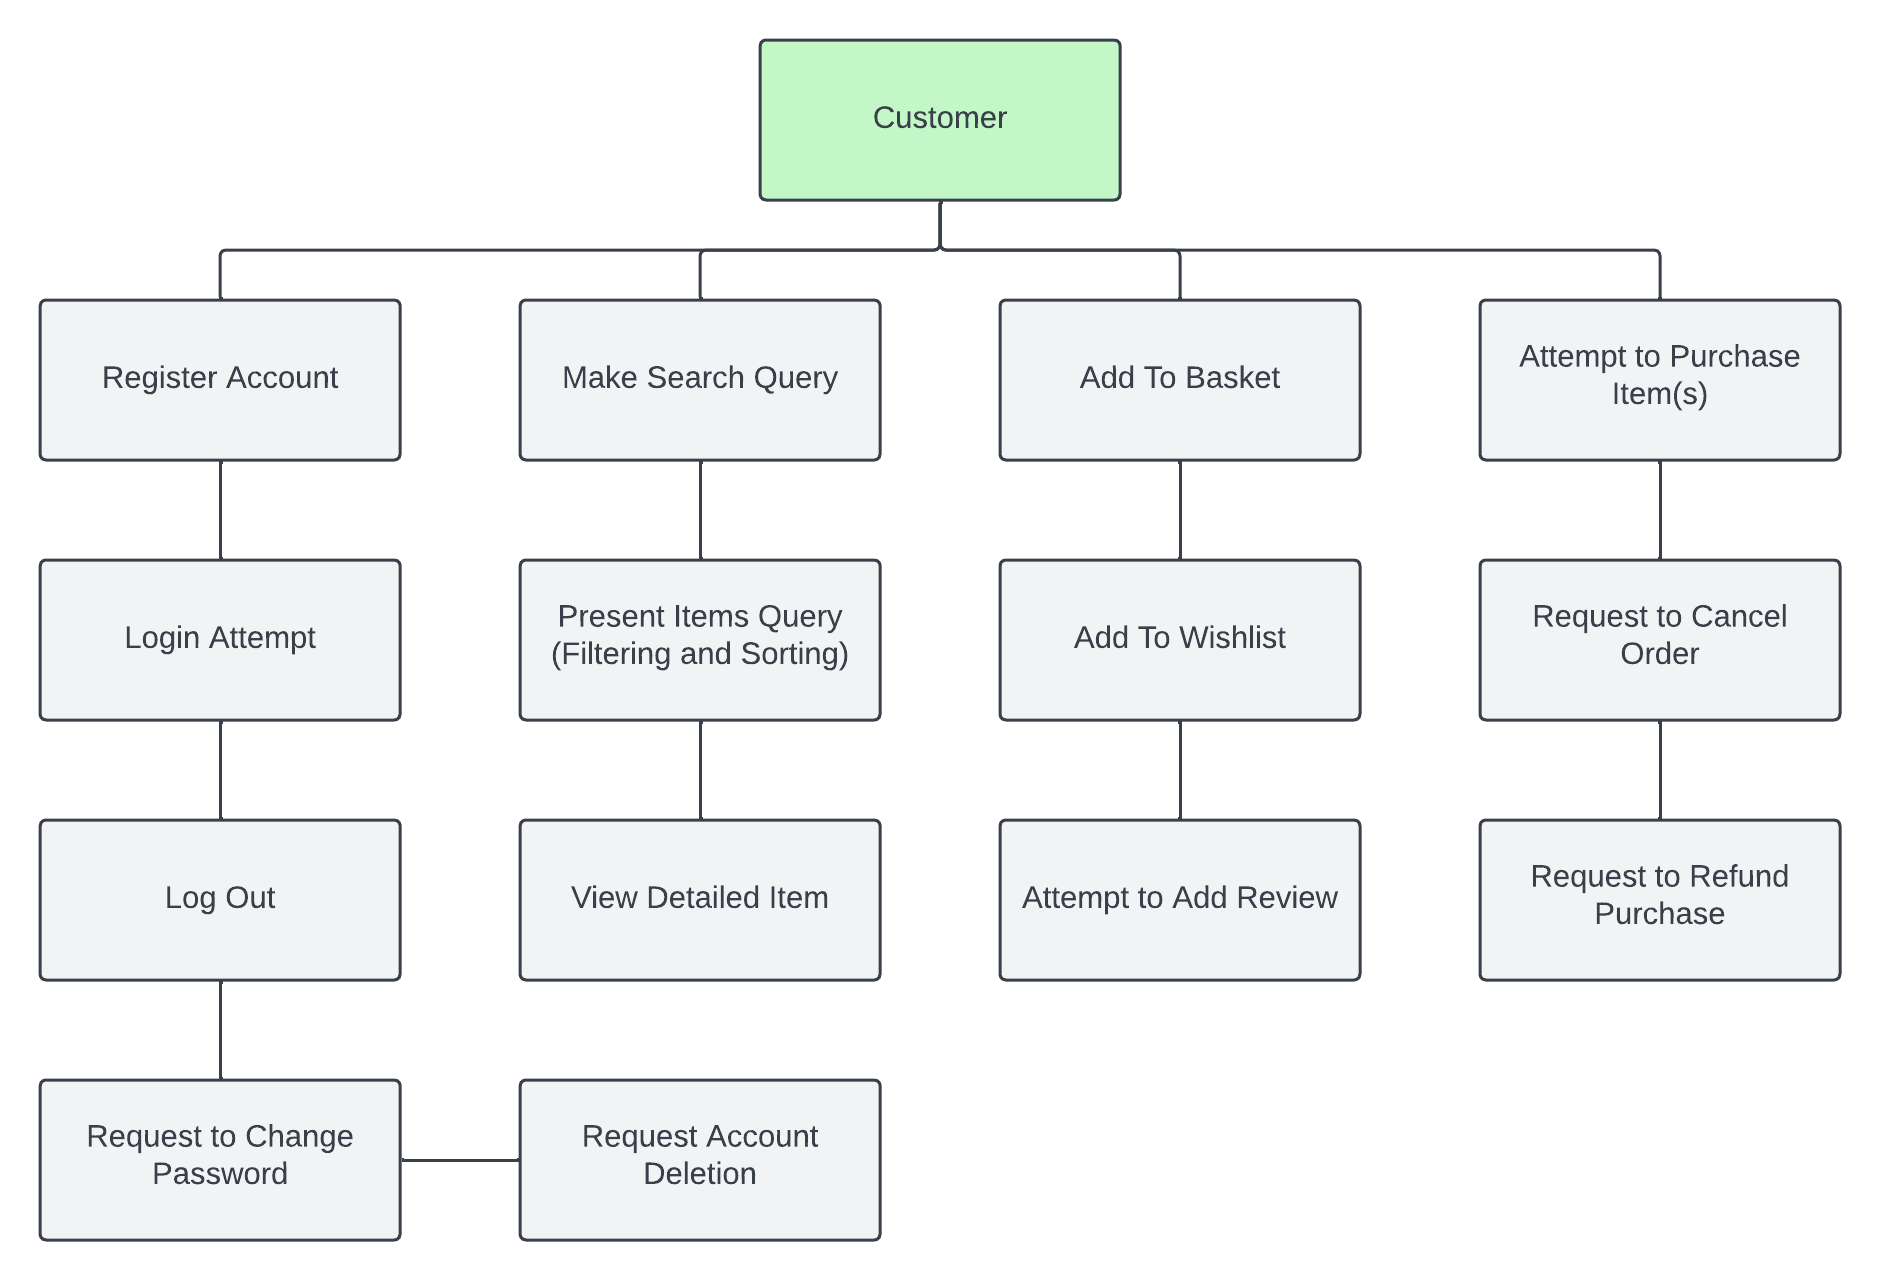 Customer
Register Account
Make Search Query
Add To Basket
Attempt to Purchase
Item(s)
Login Attempt
Present Items Query
(Filtering and Sorting)
Add To Wishlist
Request to Cancel
Order
Log Out
View Detailed Item
Attempt to Add Review
Request to Refund
Purchase
Request to Change
Password
Request Account
Deletion